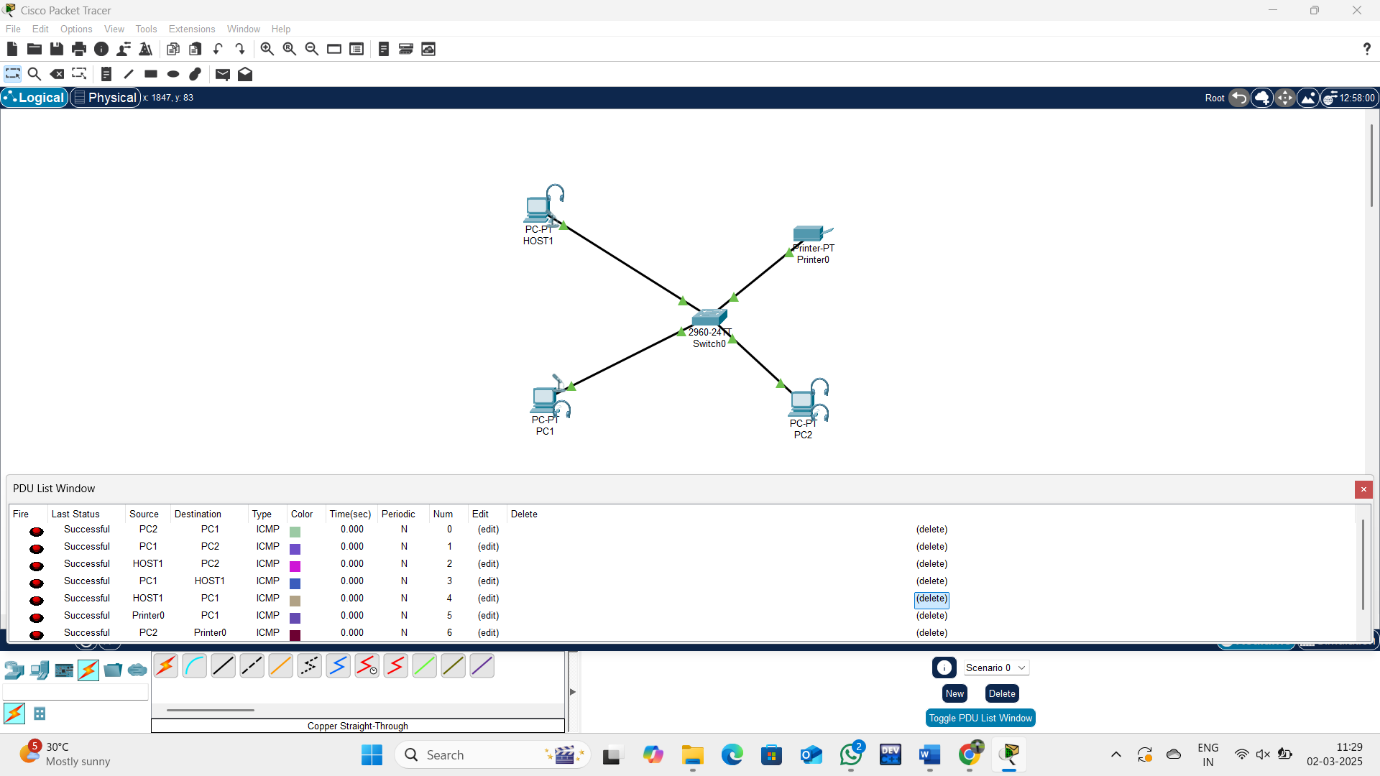 Cisco Packet Tracer
File Edit Options View Tools Extensions Window Help
?
Logical Physical x: 1847, y: 83 Root 12:58:00
PC-PT
HOST1
Printer-PT
Printer0
2960-24TT
Switch0
PC-PT
PC1
PC-PT
PC2
PDU List Window
Fire Last Status Source Destination Type Color Time(sec) Periodic Num Edit Delete
Successful PC2 PC1 ICMP 0.000 N 0 (edit) (delete)
Successful PC1 PC2 ICMP 0.000 N 1 (edit) (delete)
Successful HOST1 PC2 ICMP 0.000 N 2 (edit) (delete)
Successful PC1 HOST1 ICMP 0.000 N 3 (edit) (delete)
Successful HOST1 PC1 ICMP 0.000 N 4 (edit) (delete)
Successful Printer0 PC1 ICMP 0.000 N 5 (edit) (delete)
Successful PC2 Printer0 ICMP 0.000 N 6 (edit) (delete)
Scenario 0
New Delete
Toggle PDU List Window
Copper Straight-Through
5 30°C
Mostly sunny
Search
2
DEV
ENG
IN
11:29
02-03-2025